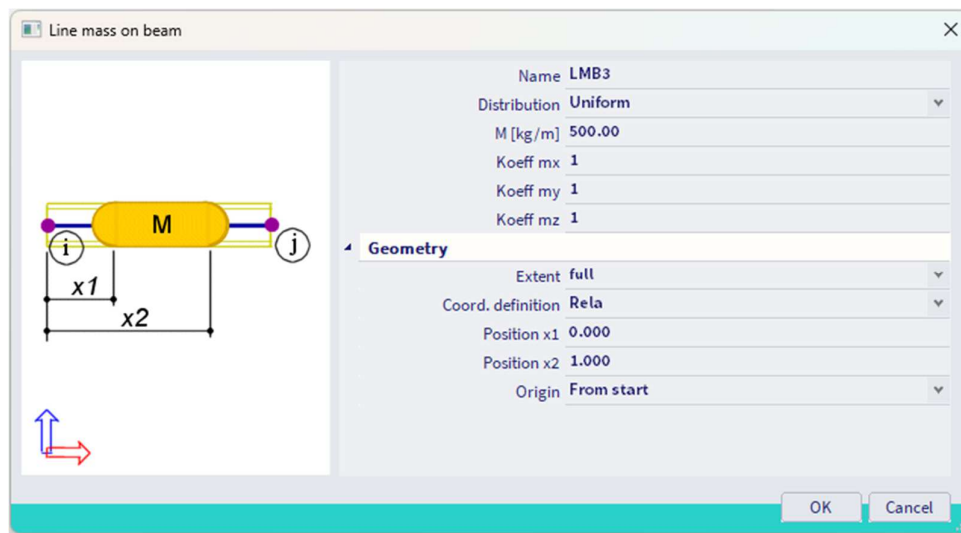 Line mass on beam
M
i
j
x1
x2
Name LMB3
Distribution Uniform
M [kg/m] 500.00
Koeff mx 1
Koeff my 1
Koeff mz 1
Geometry
Extent full
Coord. definition Rela
Position x1 0.000
Position x2 1.000
Origin From start
OK Cancel